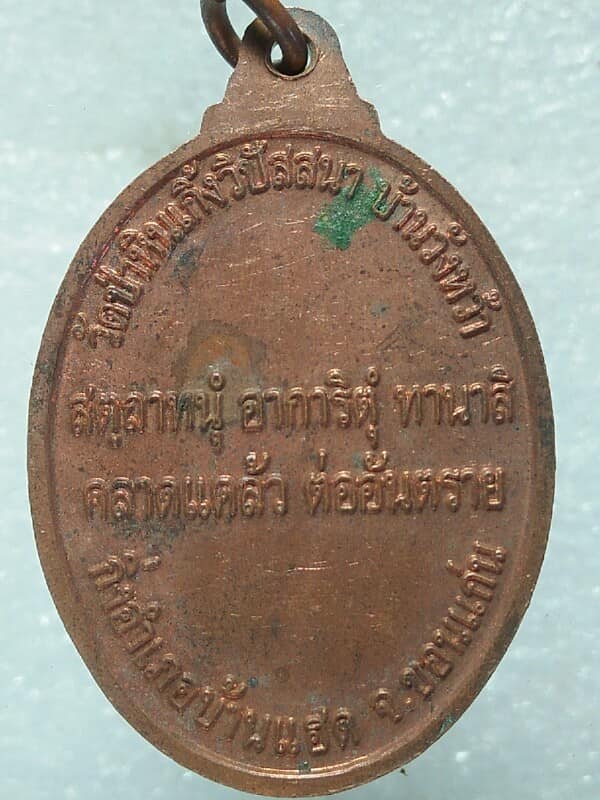 วัดป่าหินเกิ้งวิปัสสนา บ้านวังหว้า
สตฺลาทนุํ อาการิตุํ ทานาสิ
คลาดแคล้ว ต่ออันตราย
กิ่งอำเภอบ้านแฮด จ.ขอนแก่น